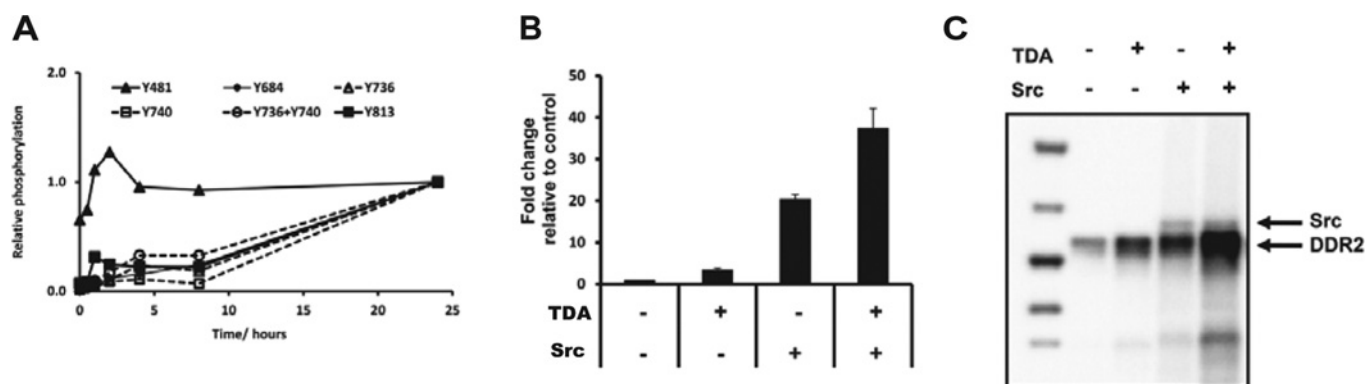 A
2.0
Y481 Y684 Y736
Y740 Y736+Y740 Y813
Relative phosphorylation
1.0
0.0
0 5 10 15 20 25
Time/ hours
B
Fold change
relative to control
50
40
30
20
10
0
TDA - + - +
Src - - + +
C
TDA - + - +
Src - - + +
Src
DDR2